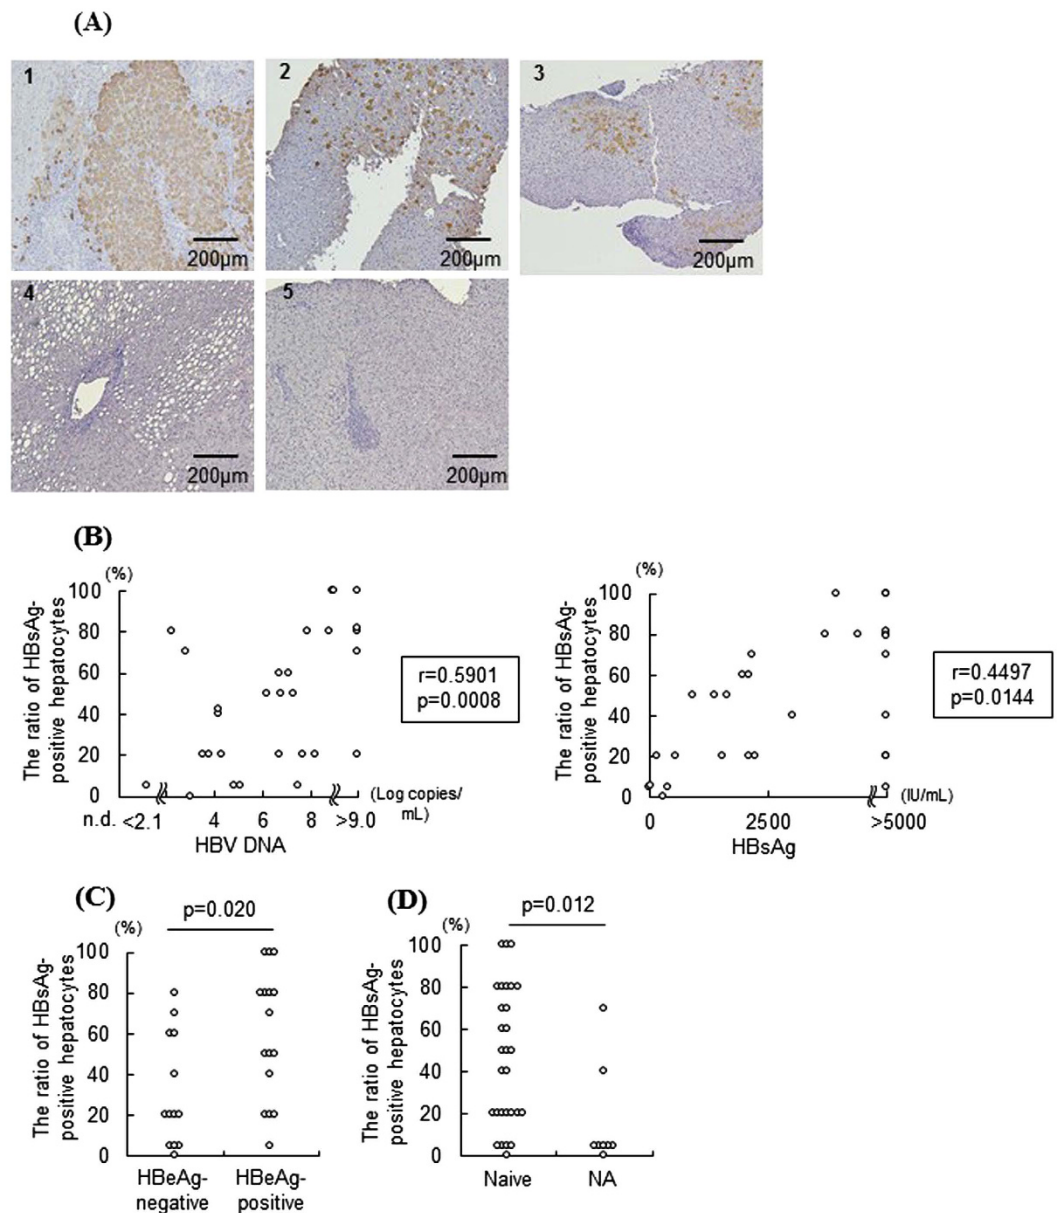 (A)
1
2
3
200µm
200µm
200µm
4
5
200µm
200µm
(B)
(%)
The ratio of HBsAg-
positive hepatocytes
100
80
60
40
20
0
n.d. <2.1 4 6 8 >9.0
(Log copies/
mL)
HBV DNA
r=0.5901
p=0.0008
(%)
The ratio of HBsAg-
positive hepatocytes
100
80
60
40
20
0
0 2500 >5000
(IU/mL)
HBsAg
r=0.4497
p=0.0144
(C)
p=0.020
(%)
The ratio of HBsAg-
positive hepatocytes
100
80
60
40
20
0
HBeAg-
negative
HBeAg-
positive
(D)
p=0.012
(%)
The ratio of HBsAg-
positive hepatocytes
100
80
60
40
20
0
Naive
NA